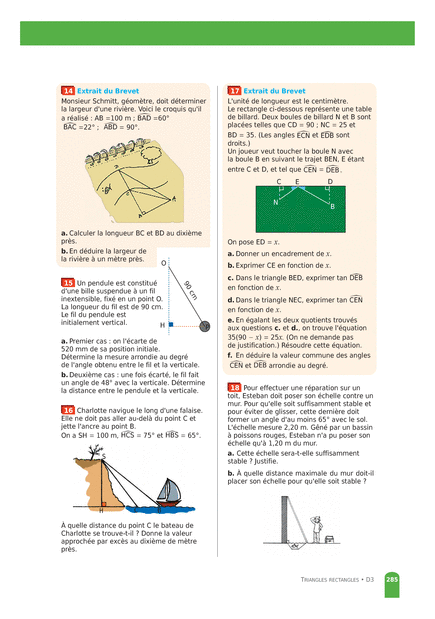 14 Extrait du Brevet
Monsieur Schmitt, géomètre, doit déterminer
la largeur d'une rivière. Voici le croquis qu'il
a réalisé : AB =100 m ; BAD =60°
BAC =22° ; ABD = 90°.
a. Calculer la longueur BC et BD au dixième
près.
b. En déduire la largeur de
la rivière à un mètre près.
15 Un pendule est constitué
d'une bille suspendue à un fil
inextensible, fixé en un point O.
La longueur du fil est de 90 cm.
Le fil du pendule est
initialement vertical.
O
90 cm
H
a. Premier cas : on l'écarte de
520 mm de sa position initiale.
Détermine la mesure arrondie au degré
de l'angle obtenu entre le fil et la verticale.
b. Deuxième cas : une fois écarté, le fil fait
un angle de 48° avec la verticale. Détermine
la distance entre le pendule et la verticale.
16 Charlotte navigue le long d'une falaise.
Elle ne doit pas aller au-delà du point C et
jette l'ancre au point B.
On a SH = 100 m, HCS = 75° et HBS = 65°.
S
H
C
B
À quelle distance du point C le bateau de
Charlotte se trouve-t-il ? Donne la valeur
approchée par excès au dixième de mètre
près.
17 Extrait du Brevet
L'unité de longueur est le centimètre.
Le rectangle ci-dessous représente une table
de billard. Deux boules de billard N et B sont
placées telles que CD = 90 ; NC = 25 et
BD = 35. (Les angles ECN et EDB sont
droits.)
Un joueur veut toucher la boule N avec
la boule B en suivant le trajet BEN, E étant
entre C et D, et tel que CEN = DEB.
C E D
N
B
On pose ED = x.
a. Donner un encadrement de x.
b. Exprimer CE en fonction de x.
c. Dans le triangle BED, exprimer tan DEB
en fonction de x.
d. Dans le triangle NEC, exprimer tan CEN
en fonction de x.
e. En égalant les deux quotients trouvés
aux questions c. et d., on trouve l'équation
35(90 − x) = 25x. (On ne demande pas
de justification.) Résoudre cette équation.
f. En déduire la valeur commune des angles
CEN et DEB arrondie au degré.
18 Pour effectuer une réparation sur un
toit, Esteban doit poser son échelle contre un
mur. Pour qu'elle soit suffisamment stable et
pour éviter de glisser, cette dernière doit
former un angle d'au moins 65° avec le sol.
L'échelle mesure 2,20 m. Gêné par un bassin
à poissons rouges, Esteban n'a pu poser son
échelle qu'à 1,20 m du mur.
a. Cette échelle sera-t-elle suffisamment
stable ? Justifie.
b. À quelle distance maximale du mur doit-il
placer son échelle pour qu'elle soit stable ?
TRIANGLES RECTANGLES • D3 285